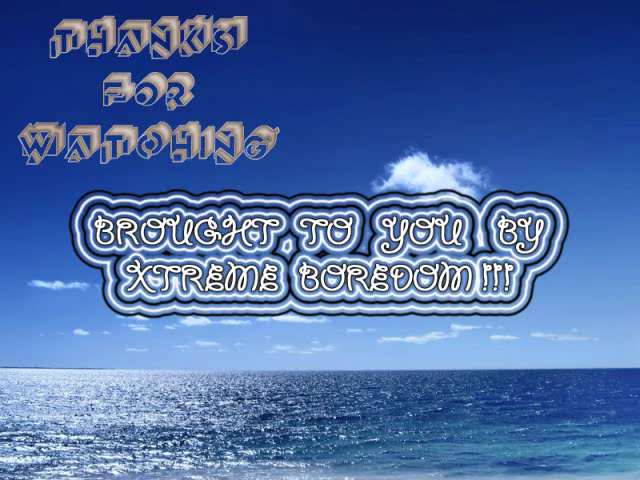 THANKS
FOR
WATCHING
BROUGHT TO YOU BY
XTREME BOREDOM!!!